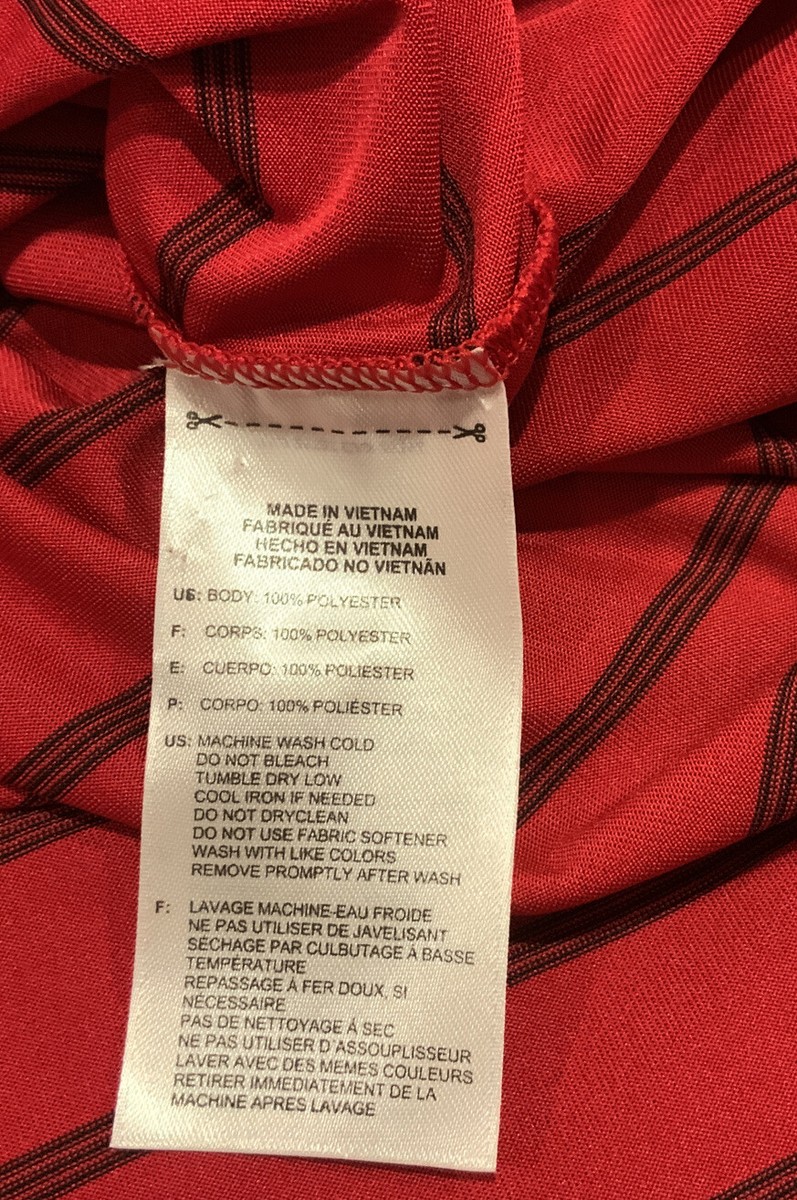 MADE IN VIETNAM
FABRIQUÉ AU VIETNAM
HECHO EN VIETNAM
FABRICADO NO VIETNÃN
US: BODY: 100% POLYESTER
F: CORPS: 100% POLYESTER
E: CUERPO: 100% POLIESTER
P: CORPO: 100% POLIÉSTER
US: MACHINE WASH COLD
DO NOT BLEACH
TUMBLE DRY LOW
COOL IRON IF NEEDED
DO NOT DRYCLEAN
DO NOT USE FABRIC SOFTENER
WASH WITH LIKE COLORS
REMOVE PROMPTLY AFTER WASH
F: LAVAGE MACHINE-EAU FROIDE
NE PAS UTILISER DE JAVELISANT
SÉCHAGE PAR CULBUTAGE À BASSE
TEMPÉRATURE
REPASSAGE À FER DOUX, SI
NÉCESSAIRE
PAS DE NETTOYAGE À SEC
NE PAS UTILISER D'ASSOUPLISSEUR
LAVER AVEC DES MEMES COULEURS
RETIRER IMMEDIATEMENT DE LA
MACHINE APRES LAVAGE